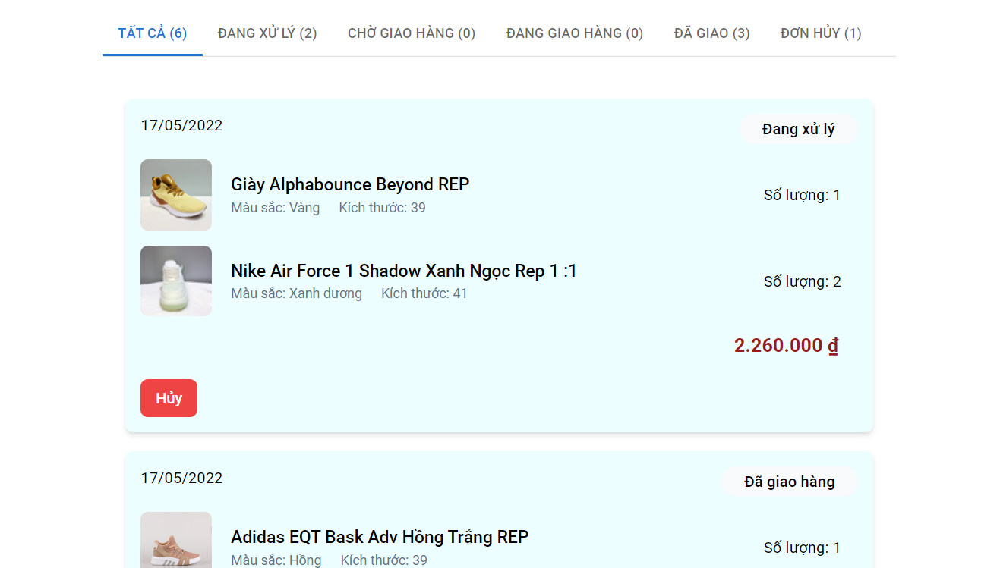 TẤT CẢ (6) ĐANG XỬ LÝ (2) CHỜ GIAO HÀNG (0) ĐANG GIAO HÀNG (0) ĐÃ GIAO (3) ĐƠN HỦY (1)
17/05/2022 Đang xử lý
Giày Alphabounce Beyond REP
Màu sắc: Vàng Kích thước: 39
Số lượng: 1
Nike Air Force 1 Shadow Xanh Ngọc Rep 1 :1
Màu sắc: Xanh dương Kích thước: 41
Số lượng: 2
2.260.000 ₫
Hủy
17/05/2022 Đã giao hàng
Adidas EQT Bask Adv Hồng Trắng REP
Màu sắc: Hồng Kích thước: 39
Số lượng: 1